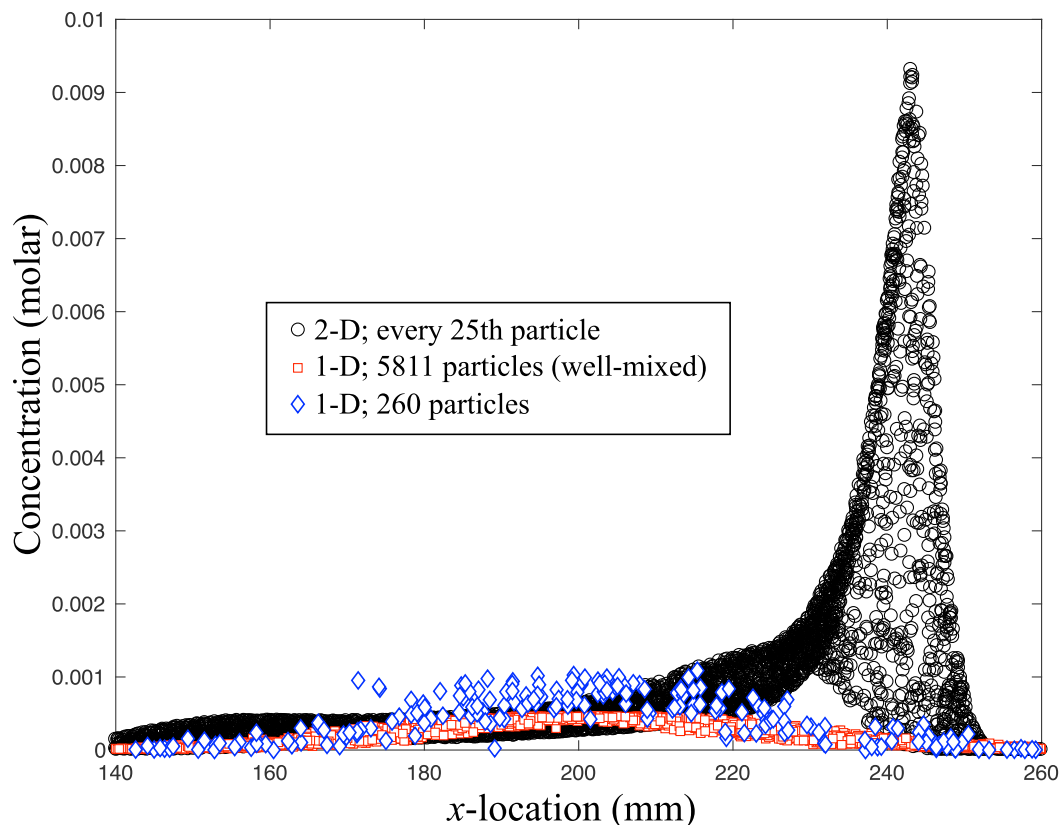 0.01
0.009
0.008
0.007
0.006
0.005
0.004
0.003
0.002
0.001
0
Concentration (molar)
2-D; every 25th particle
1-D; 5811 particles (well-mixed)
1-D; 260 particles
140 160 180 200 220 240 260
x-location (mm)